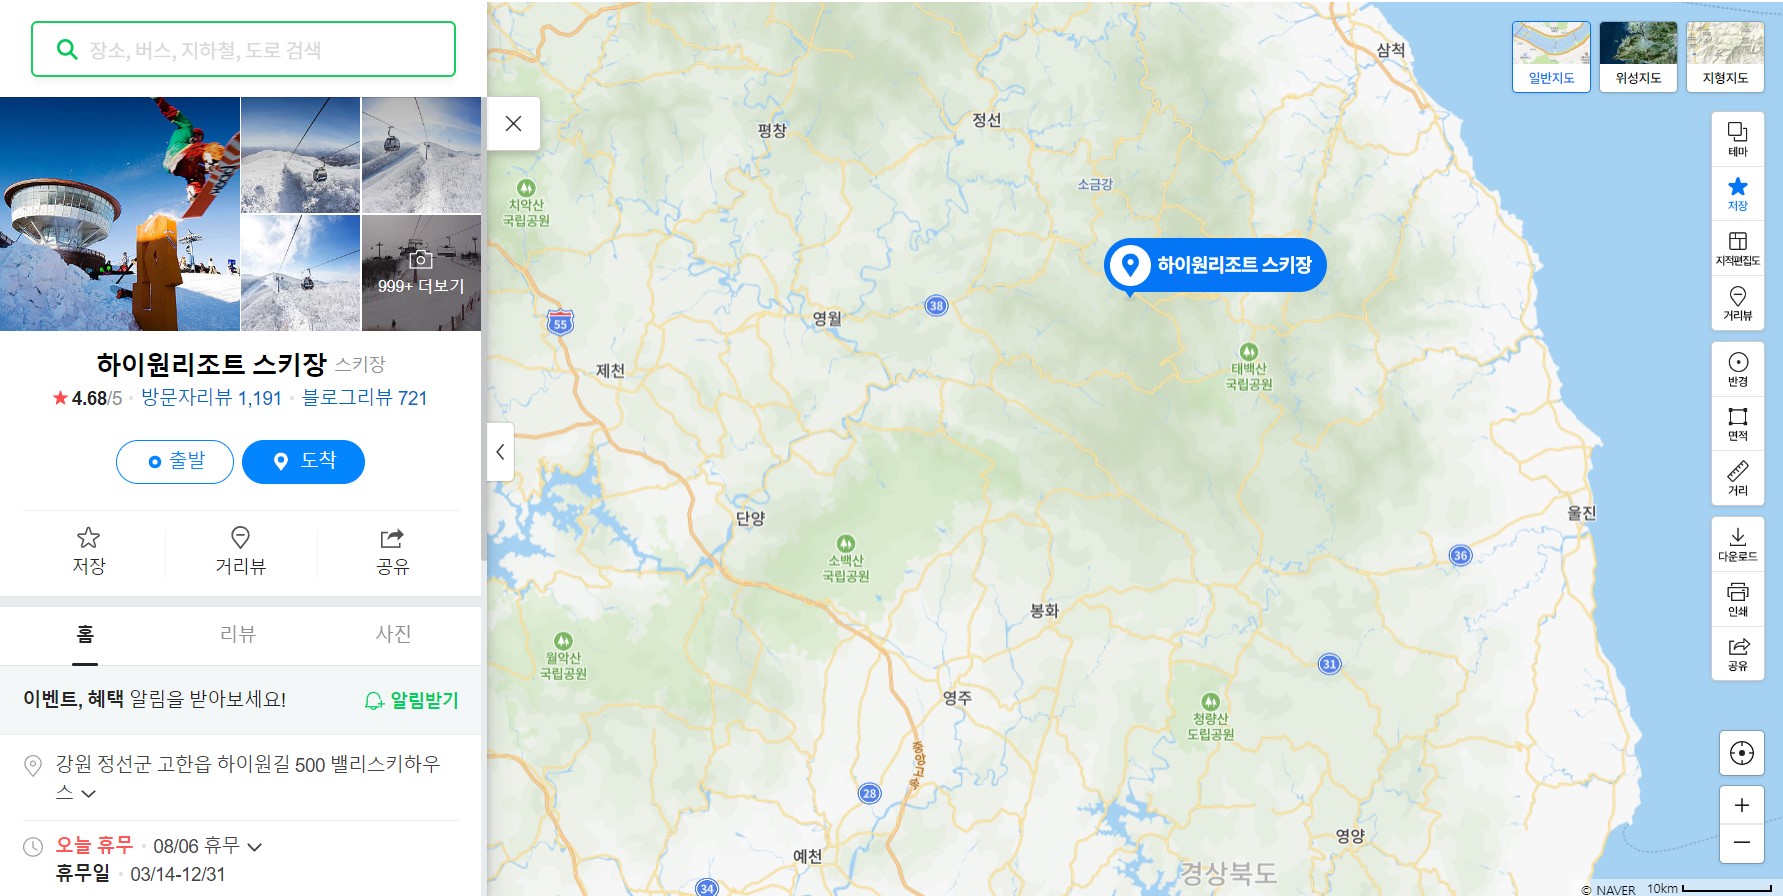 장소, 버스, 지하철, 도로 검색
999+ 더보기
하이원리조트 스키장 스키장
4.68/5 · 방문자리뷰 1,191 · 블로그리뷰 721
출발
도착
저장
거리뷰
공유
홈
리뷰
사진
이벤트, 혜택 알림을 받아보세요!
알림받기
강원 정선군 고한읍 하이원길 500 밸리스키하우
스
오늘 휴무 · 08/06 휴무
휴무일 · 03/14-12/31
삼척
평창
정선
소금강
치악산
국립공원
하이원리조트 스키장
38
55
영월
제천
태백산
국립공원
단양
울진
소백산
국립공원
36
봉화
월악산
국립공원
31
영주
청량산
도립공원
중앙고속
28
영양
예천
경상북도
34
일반지도
위성지도
지형지도
테마
저장
지적편집도
거리뷰
반경
면적
거리
다운로드
인쇄
공유
© NAVER
10km